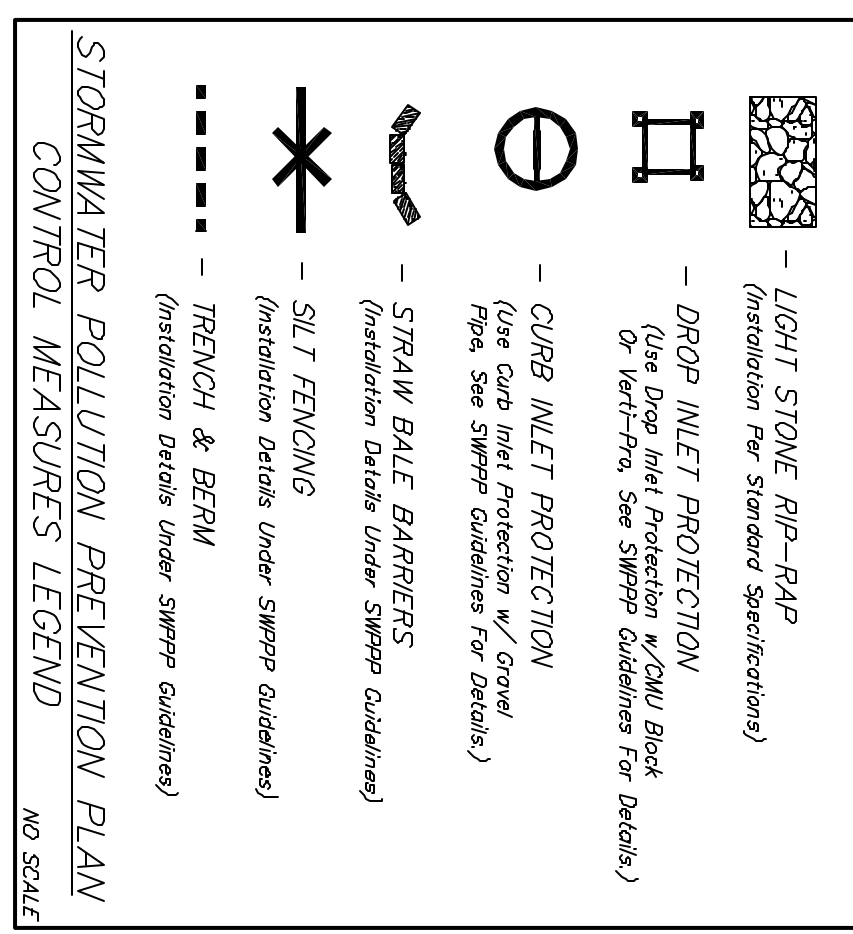 — LIGHT STONE RIP—RAP
(Installation Per Standard Specifications)
— DROP INLET PROTECTION
(Use Drop Inlet Protection w/CMU Block
Or Verti-Pro, See SWPPP Guidelines For Details.)
— CURB INLET PROTECTION
(Use Curb Inlet Protection w/ Gravel
Pipe, See SWPPP Guidelines For Details.)
— STRAW BALE BARRIERS
(Installation Details Under SWPPP Guidelines)
— SILT FENCING
(Installation Details Under SWPPP Guidelines)
— TRENCH & BERM
(Installation Details Under SWPPP Guidelines)
STORMWATER POLLUTION PREVENTION PLAN
CONTROL MEASURES LEGEND
NO SCALE